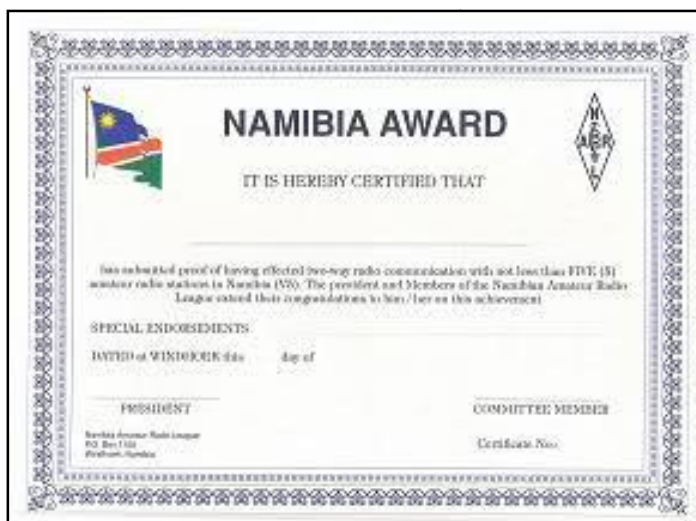 NAMIBIA AWARD
IT IS HEREBY CERTIFIED THAT
has submitted proof of having effected two-way radio communication with not less than FIVE (5)
amateur radio stations in Namibia (V5). The president and Members of the Namibian Amateur Radio
League extend their congratulations to him / her on this achievement
SPECIAL ENDORSEMENTS
DATED at WINDHOEK this day of
PRESIDENT COMMITTEE MEMBER
Namibia Amateur Radio League
P.O. Box
Windhoek, Namibia
Certificate No.: